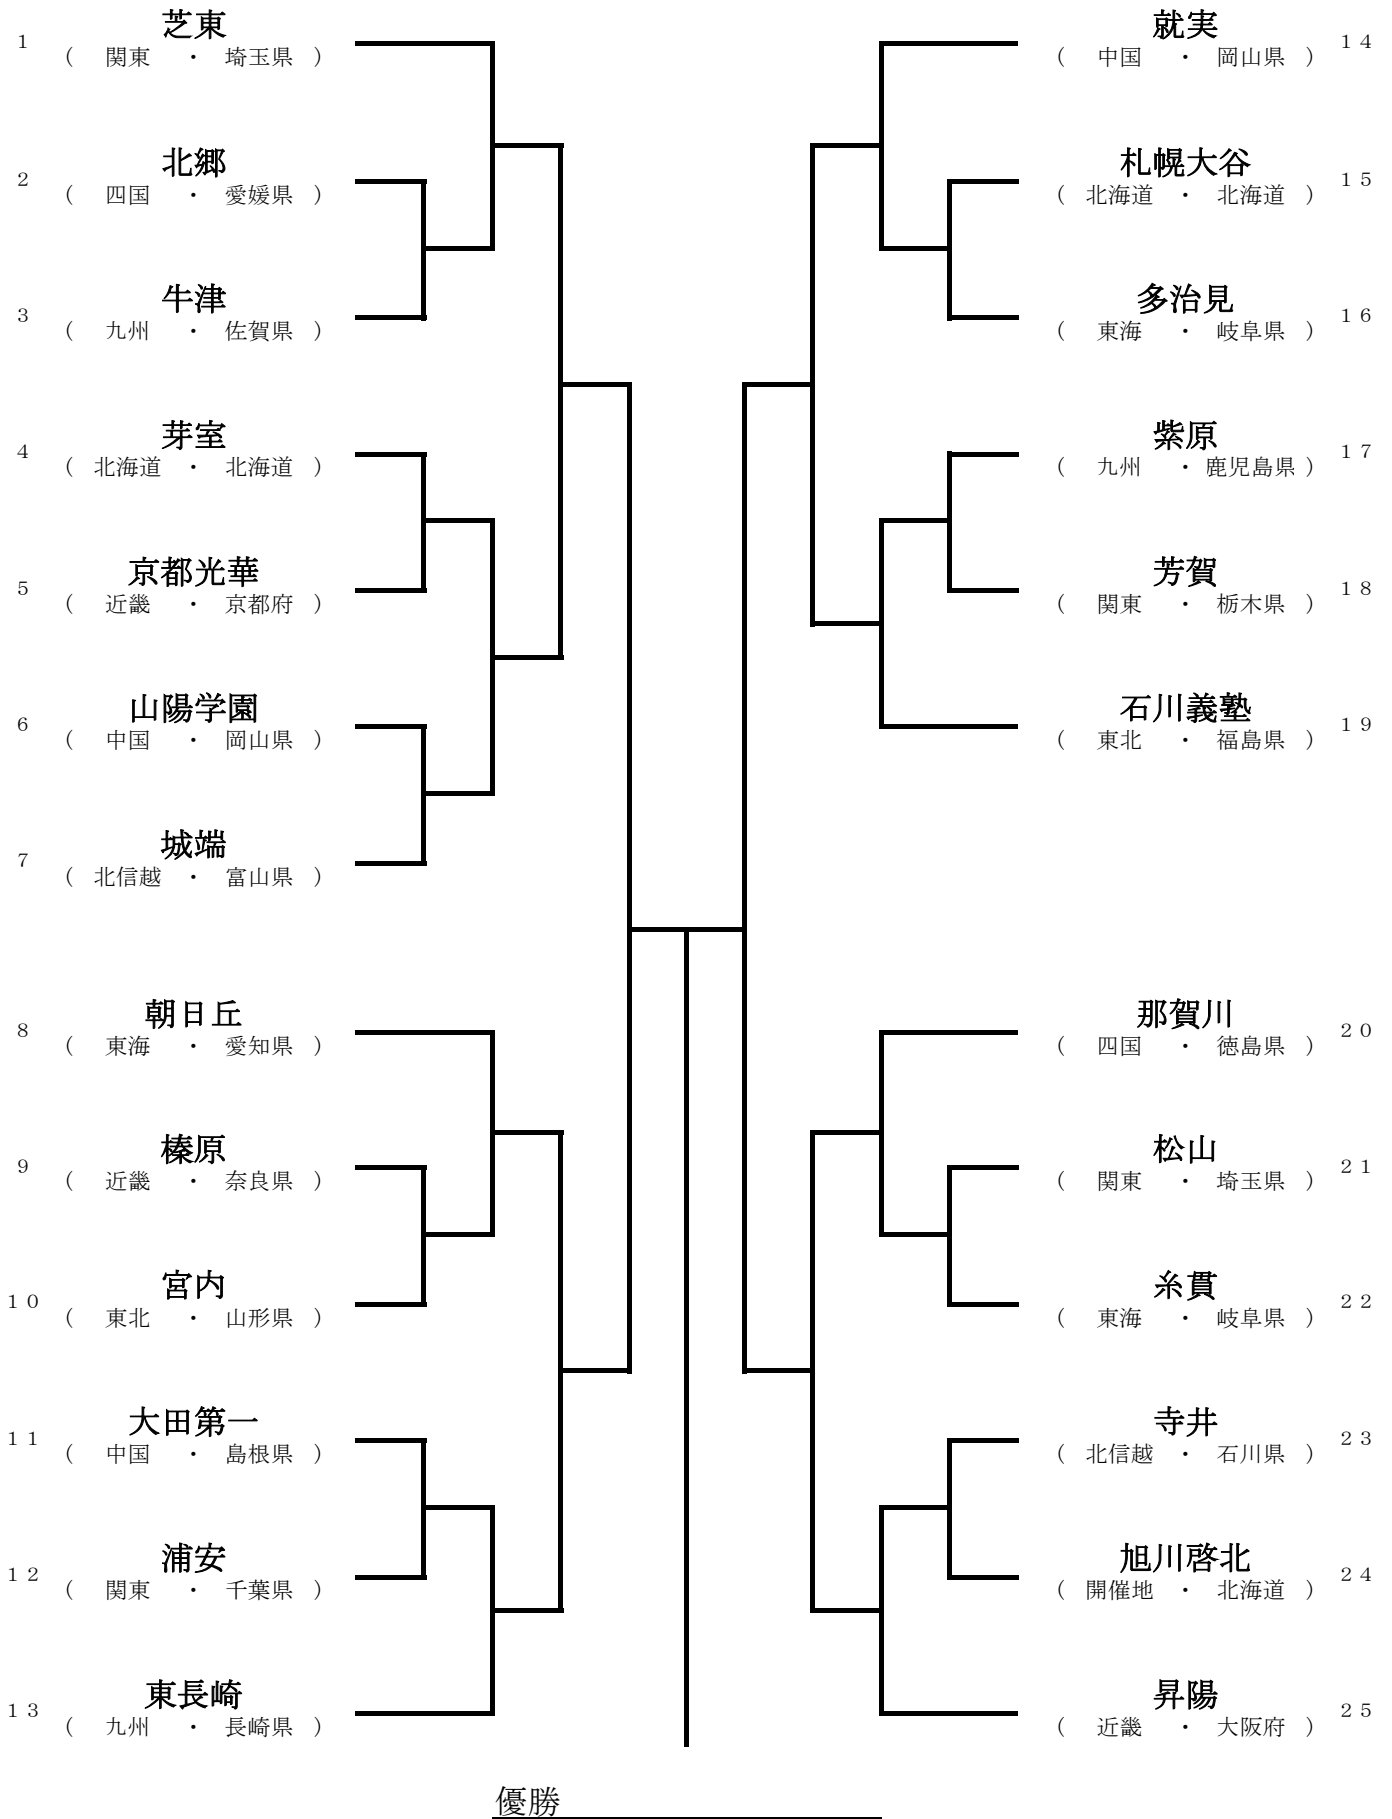 1 芝東
( 関東 ・ 埼玉県 )
2 北郷
( 四国 ・ 愛媛県 )
3 牛津
( 九州 ・ 佐賀県 )
4 芽室
( 北海道 ・ 北海道 )
5 京都光華
( 近畿 ・ 京都府 )
6 山陽学園
( 中国 ・ 岡山県 )
7 城端
( 北信越 ・ 富山県 )
8 朝日丘
( 東海 ・ 愛知県 )
9 榛原
( 近畿 ・ 奈良県 )
10 宮内
( 東北 ・ 山形県 )
11 大田第一
( 中国 ・ 島根県 )
12 浦安
( 関東 ・ 千葉県 )
13 東長崎
( 九州 ・ 長崎県 )
就実 14
( 中国 ・ 岡山県 )
札幌大谷 15
( 北海道 ・ 北海道 )
多治見 16
( 東海 ・ 岐阜県 )
紫原 17
( 九州 ・ 鹿児島県 )
芳賀 18
( 関東 ・ 栃木県 )
石川義塾 19
( 東北 ・ 福島県 )
那賀川 20
( 四国 ・ 徳島県 )
松山 21
( 関東 ・ 埼玉県 )
糸貫 22
( 東海 ・ 岐阜県 )
寺井 23
( 北信越 ・ 石川県 )
旭川啓北 24
( 開催地 ・ 北海道 )
昇陽 25
( 近畿 ・ 大阪府 )
優勝